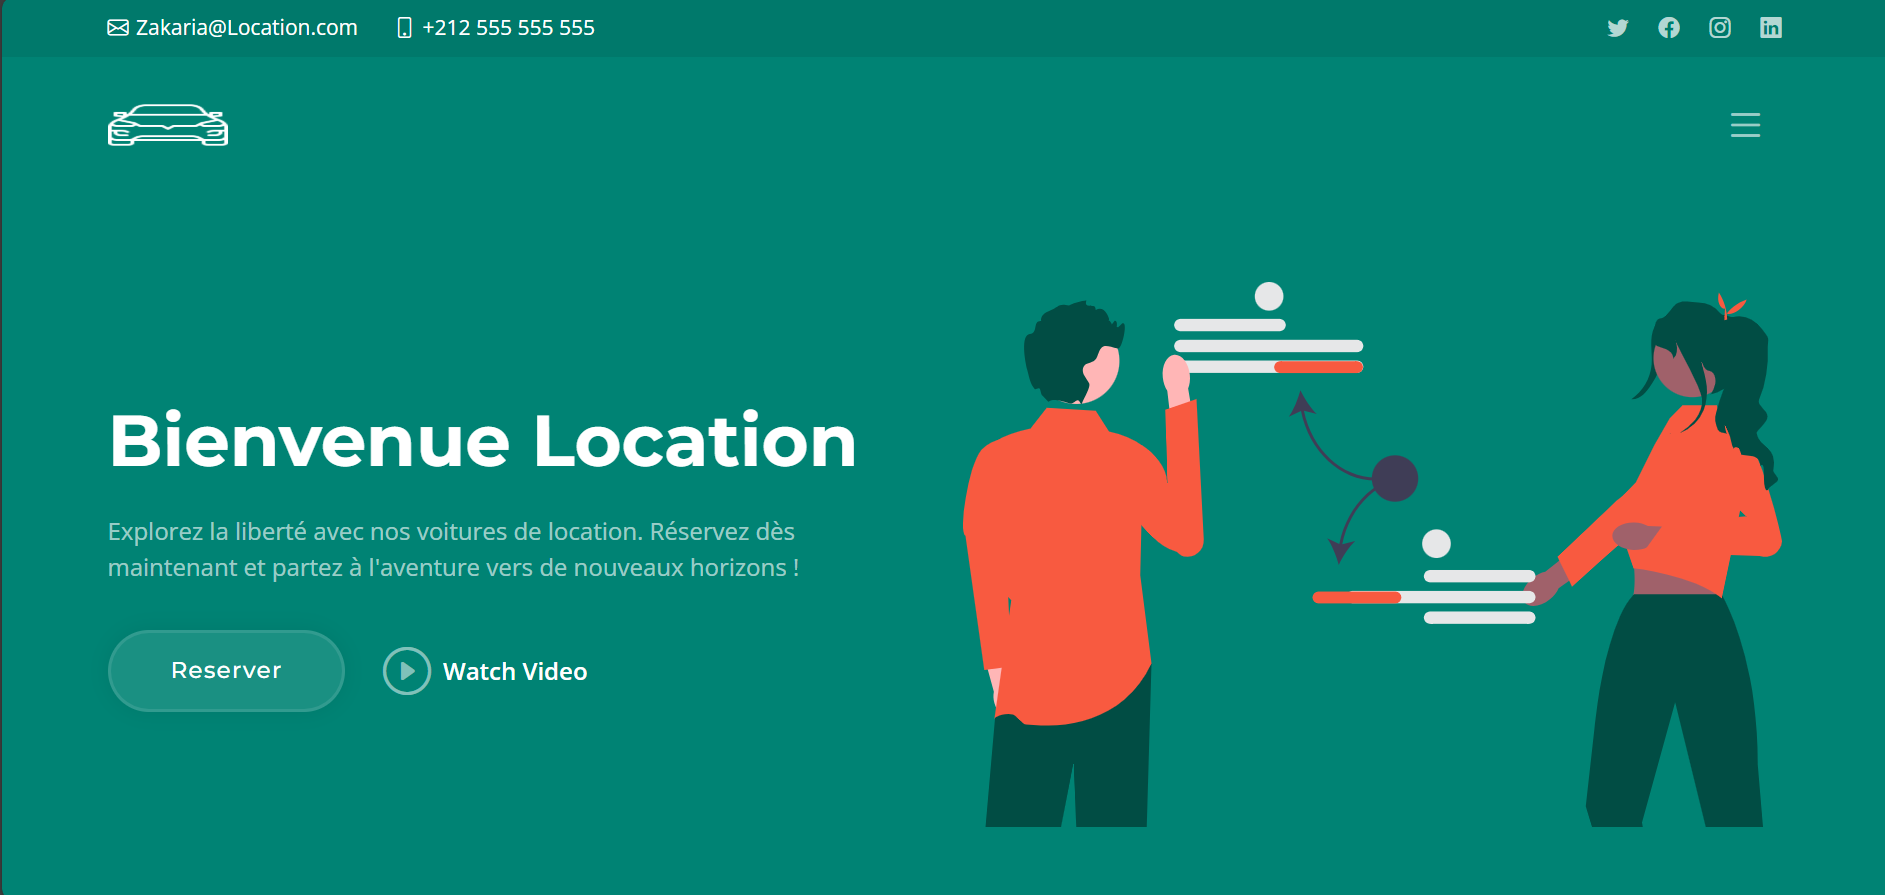 Zakaria@Location.com
+212 555 555 555
Bienvenue Location
Explorez la liberté avec nos voitures de location. Réservez dès
maintenant et partez à l'aventure vers de nouveaux horizons !
Reserver
Watch Video